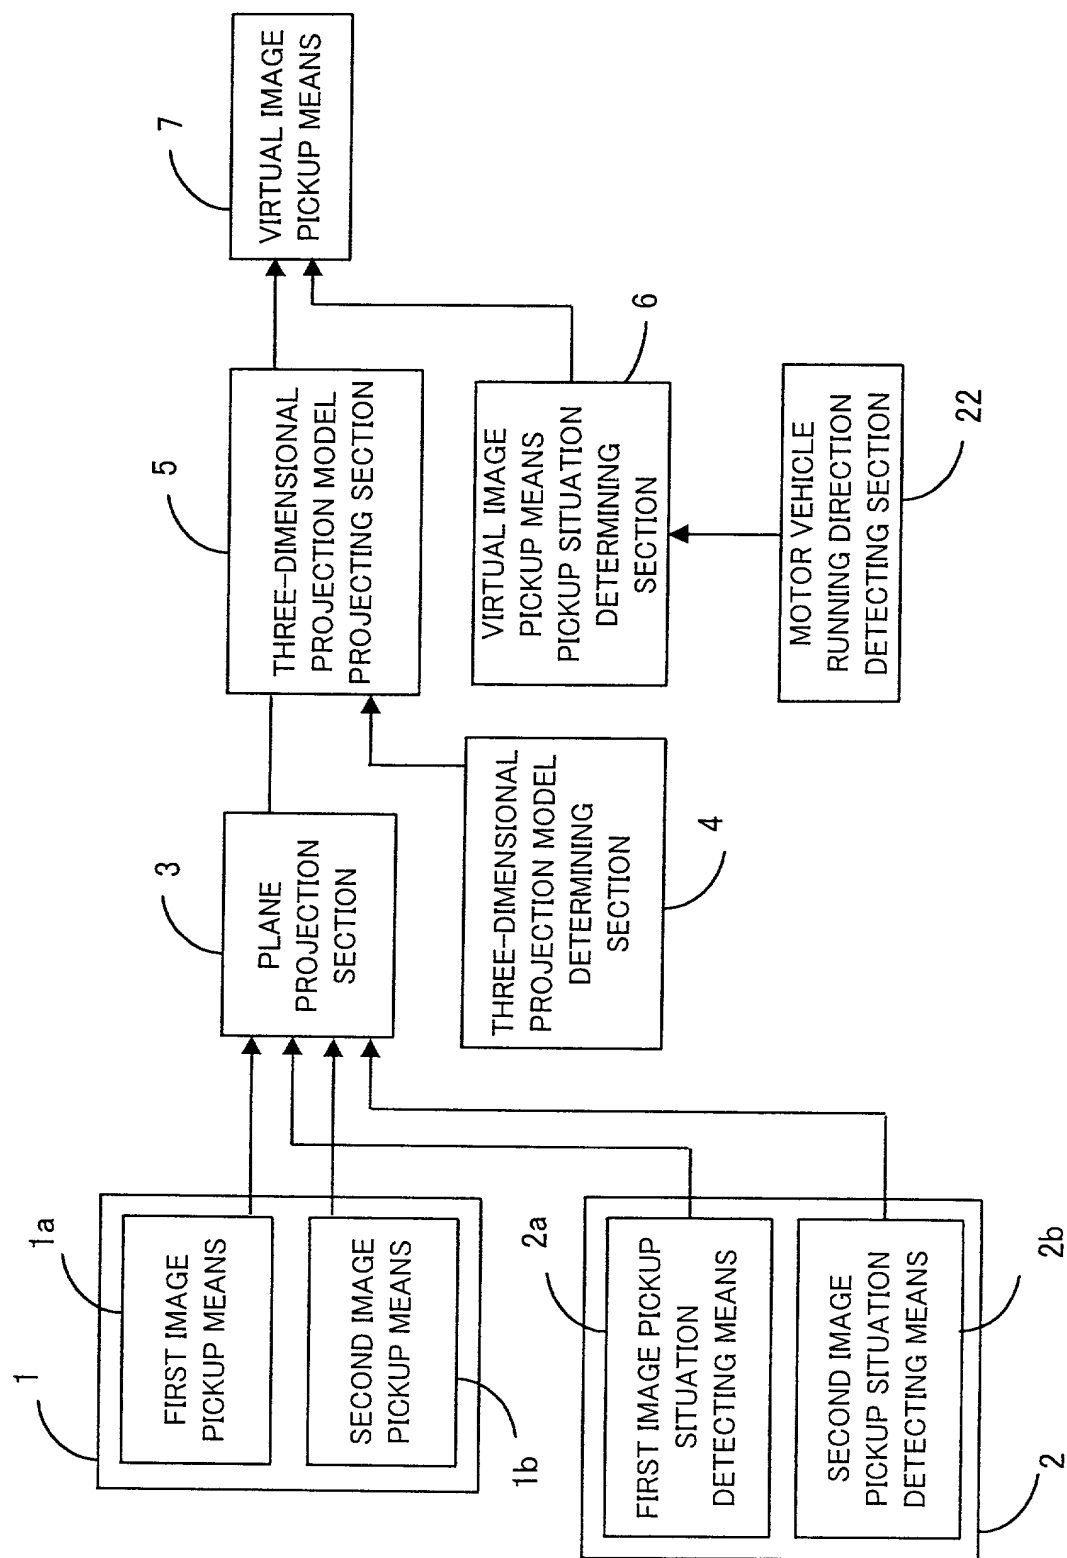 1
1a
FIRST IMAGE
PICKUP MEANS
SECOND IMAGE
PICKUP MEANS
1b
2a
FIRST IMAGE PICKUP
SITUATION
DETECTING MEANS
SECOND IMAGE
PICKUP SITUATION
DETECTING MEANS
2b
2
3
PLANE
PROJECTION
SECTION
THREE-DIMENSIONAL
PROJECTION MODEL
DETERMINING
SECTION
4
5
THREE-DIMENSIONAL
PROJECTION MODEL
PROJECTING SECTION
VIRTUAL IMAGE
PICKUP MEANS
PICKUP SITUATION
DETERMINING
SECTION
6
MOTOR VEHICLE
RUNNING DIRECTION
DETECTING SECTION
22
7
VIRTUAL IMAGE
PICKUP MEANS